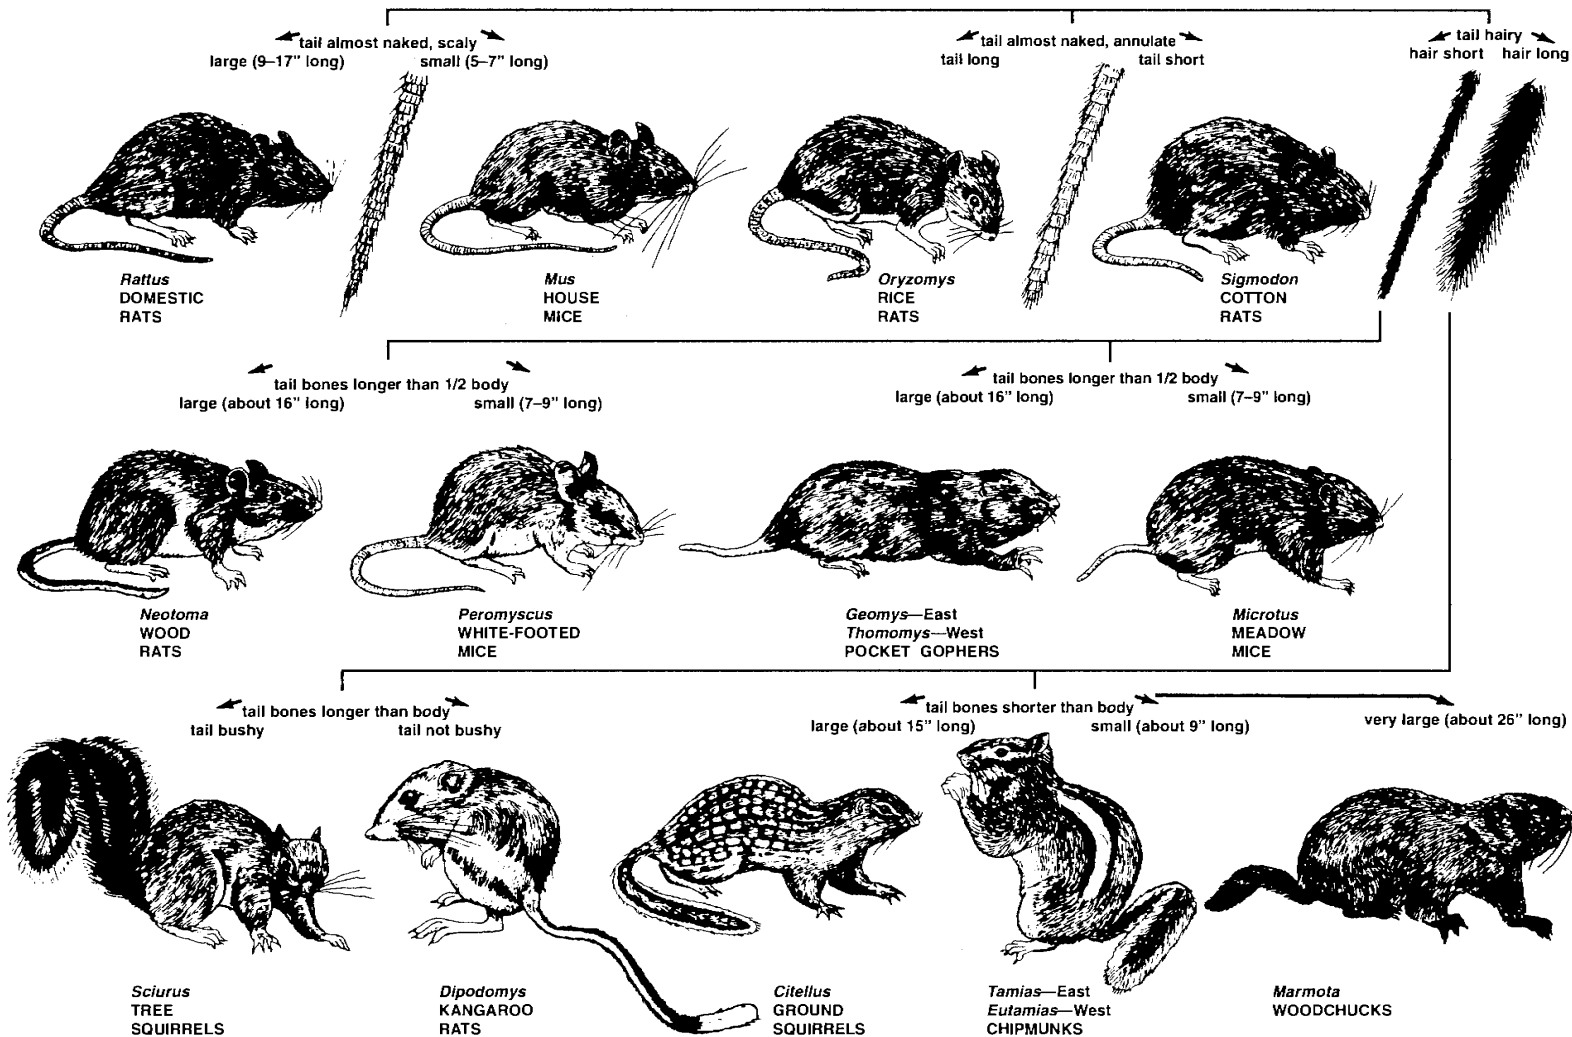 tail almost naked, scaly
large (9–17" long)
small (5–7" long)
tail almost naked, annulate
tail long
tail short
tail hairy
hair short
hair long
Rattus
DOMESTIC
RATS
Mus
HOUSE
MICE
Oryzomys
RICE
RATS
Sigmodon
COTTON
RATS
tail bones longer than 1/2 body
large (about 16" long)
small (7–9" long)
tail bones longer than 1/2 body
large (about 16" long)
small (7–9" long)
Neotoma
WOOD
RATS
Peromyscus
WHITE-FOOTED
MICE
Geomys—East
Thomomys—West
POCKET GOPHERS
Microtus
MEADOW
MICE
tail bones longer than body
tail bushy
tail not bushy
tail bones shorter than body
large (about 15" long)
small (about 9" long)
very large (about 26" long)
Sciurus
TREE
SQUIRRELS
Dipodomys
KANGAROO
RATS
Citellus
GROUND
SQUIRRELS
Tamias—East
Eutamias—West
CHIPMUNKS
Marmota
WOODCHUCKS